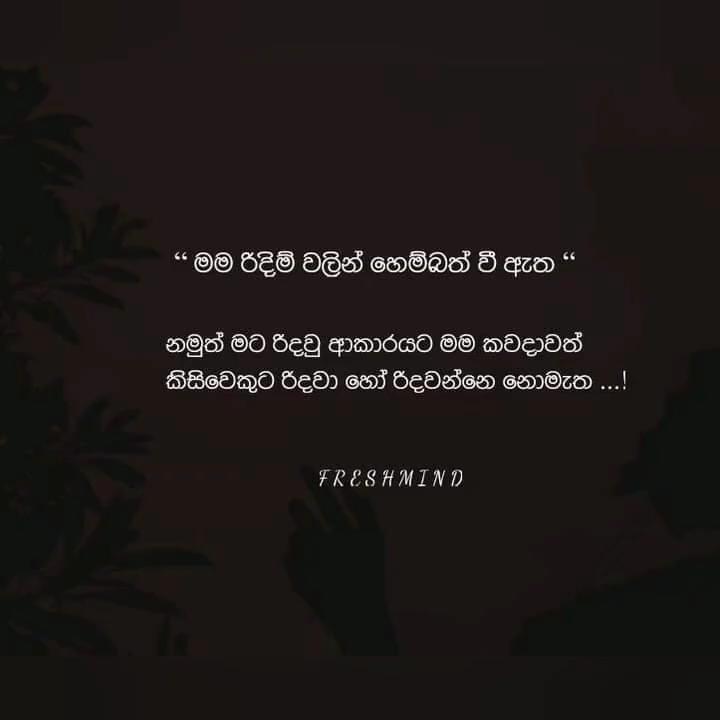 “ මම රිදිම් වලින් හෙම්බත් වී ඇත “
නමුත් මට රිදවු ආකාරයට මම කවදාවත්
කිසිවෙකුට රිදවා හෝ රිදවන්නෙ නොමැත ...!
FRESHMIND